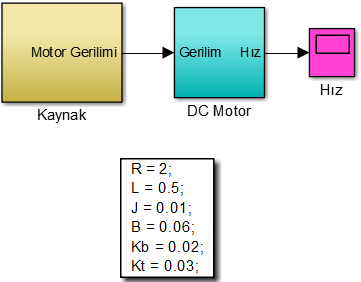 Motor Gerilimi
Gerilim Hız
Kaynak
DC Motor
Hız
R = 2;
L = 0.5;
J = 0.01;
B = 0.06;
Kb = 0.02;
Kt = 0.03;